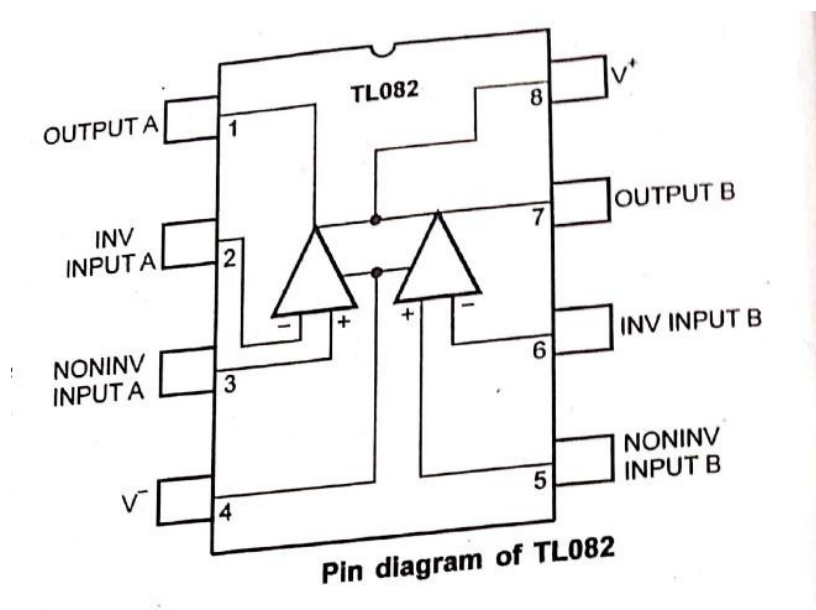 TL082
OUTPUT A
1
INV
INPUT A
2
NONINV
INPUT A
3
V⁻
4
8
V⁺
7
OUTPUT B
6
INV INPUT B
5
NONINV
INPUT B
−
+
+
−
Pin diagram of TL082